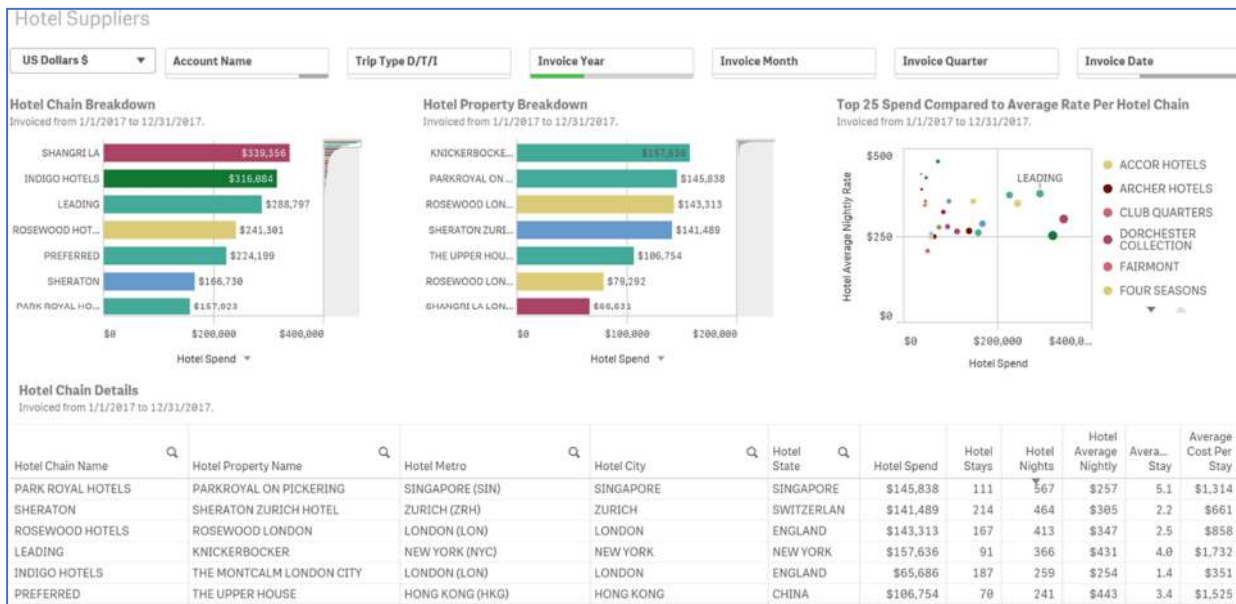 Hotel Suppliers
US Dollars $
Account Name
Trip Type D/T/I
Invoice Year
Invoice Month
Invoice Quarter
Invoice Date
Hotel Chain Breakdown
Invoiced from 1/1/2017 to 12/31/2017.
SHANGRI LA $339,356
INDIGO HOTELS $316,084
LEADING $288,797
ROSEWOOD HOT... $241,301
PREFERRED $224,199
SHERATON $166,730
PARK ROYAL HO... $157,023
$0 $200,000 $400,000
Hotel Spend
Hotel Property Breakdown
Invoiced from 1/1/2017 to 12/31/2017.
KNICKERBOCKE... $157,636
PARKROYAL ON ... $145,838
ROSEWOOD LON... $143,313
SHERATON ZURI... $141,489
THE UPPER HOU... $106,754
ROSEWOOD LON... $79,292
SHANGRI LA LON... $66,631
$0 $100,000 $200,000
Hotel Spend
Top 25 Spend Compared to Average Rate Per Hotel Chain
Invoiced from 1/1/2017 to 12/31/2017.
Hotel Average Nightly Rate
$500
$250
$0
LEADING
$0 $200,000 $400,0...
Hotel Spend
ACCOR HOTELS
ARCHER HOTELS
CLUB QUARTERS
DORCHESTER
COLLECTION
FAIRMONT
FOUR SEASONS
Hotel Chain Details
Invoiced from 1/1/2017 to 12/31/2017.
Hotel Chain Name
Hotel Property Name
Hotel Metro
Hotel City
Hotel
State
Hotel Spend
Hotel
Stays
Hotel
Nights
Hotel
Average
Nightly
Avera...
Stay
Average
Cost Per
Stay
PARK ROYAL HOTELS PARKROYAL ON PICKERING SINGAPORE (SIN) SINGAPORE SINGAPORE $145,838 111 567 $257 5.1 $1,314
SHERATON SHERATON ZURICH HOTEL ZURICH (ZRH) ZURICH SWITZERLAN $141,489 214 464 $305 2.2 $661
ROSEWOOD HOTELS ROSEWOOD LONDON LONDON (LON) LONDON ENGLAND $143,313 167 413 $347 2.5 $858
LEADING KNICKERBOCKER NEW YORK (NYC) NEW YORK NEW YORK $157,636 91 366 $431 4.0 $1,732
INDIGO HOTELS THE MONTCALM LONDON CITY LONDON (LON) LONDON ENGLAND $65,686 187 259 $254 1.4 $351
PREFERRED THE UPPER HOUSE HONG KONG (HKG) HONG KONG CHINA $106,754 70 241 $443 3.4 $1,525